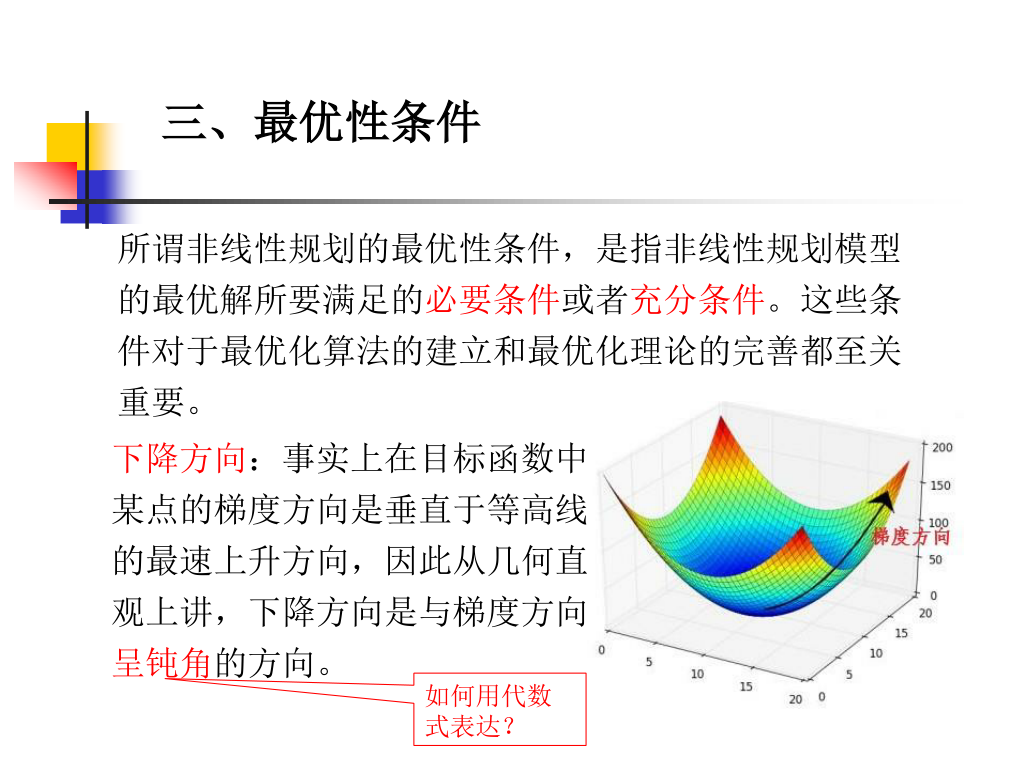 三、最优性条件
所谓非线性规划的最优性条件，是指非线性规划模型
的最优解所要满足的必要条件或者充分条件。这些条
件对于最优化算法的建立和最优化理论的完善都至关
重要。
下降方向：事实上在目标函数中
某点的梯度方向是垂直于等高线
的最速上升方向，因此从几何直
观上讲，下降方向是与梯度方向
呈钝角的方向。
如何用代数
式表达？
200
150
100
梯度方向
50
0
20
15
10
5
0
0
5
10
15
20